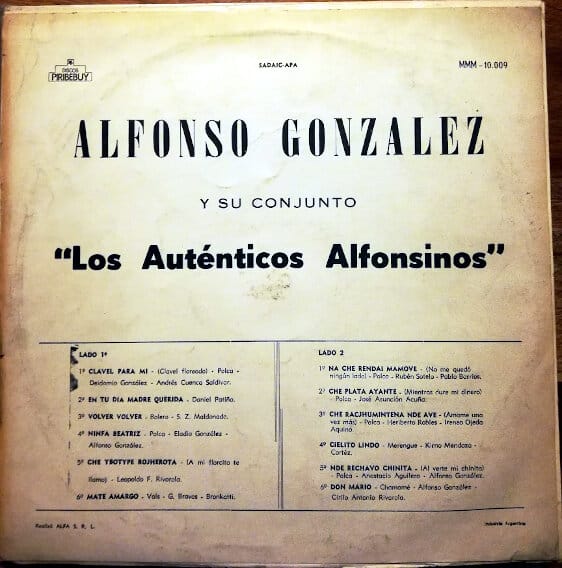 DISCOS
PIRIBEBUY
SADAIC-APA
MMM - 10.009
ALFONSO GONZALEZ
Y SU CONJUNTO
"Los Auténticos Alfonsinos"
LADO 1º
1º CLAVEL PARA MI - (Clavel floreado) - Polca -
Deidamio González - Andrés Cuenca Saldivar.
2º EN TU DIA MADRE QUERIDA - Daniel Patiño.
3º VOLVER VOLVER - Bolero - S. Z. Maldonado.
4º NINFA BEATRIZ - Polca - Eladio González -
Alfonso González.
5º CHE YBOTYPE ROJHEROTA - (A mi florcita te
llamo) - Leopoldo F. Riverola.
6º MATE AMARGO - Vals - G. Bravos - Brankatti.
LADO 2
1º NA CHE RENDAI MAMOVE - (No me quedó
ningún lado) - Polca - Rubén Sotelo - Pablo Barrios.
2º CHE PLATA AYANTE - (Mientras dure mi dinero)
- Polca - José Asunción Acuña
3º CHE RACJHUMINTENA NDE AVE - (Amame una
vez más) - Polca - Heriberto Robles - Ireneo Ojeda
Aquino.
4º CIELITO LINDO - Merengue - Kirno Mendoza -
Cortéz.
5º NDE RECHAVO CHINITA - (Al verte mi chinita)
- Polca - Anastacio Aguilera - Alfonso González.
6º DON MARIO - Chamamé - Alfonso González -
Cirilo Antonio Riverola.
Realizó ALFA S. R. L.
Industria Argentina